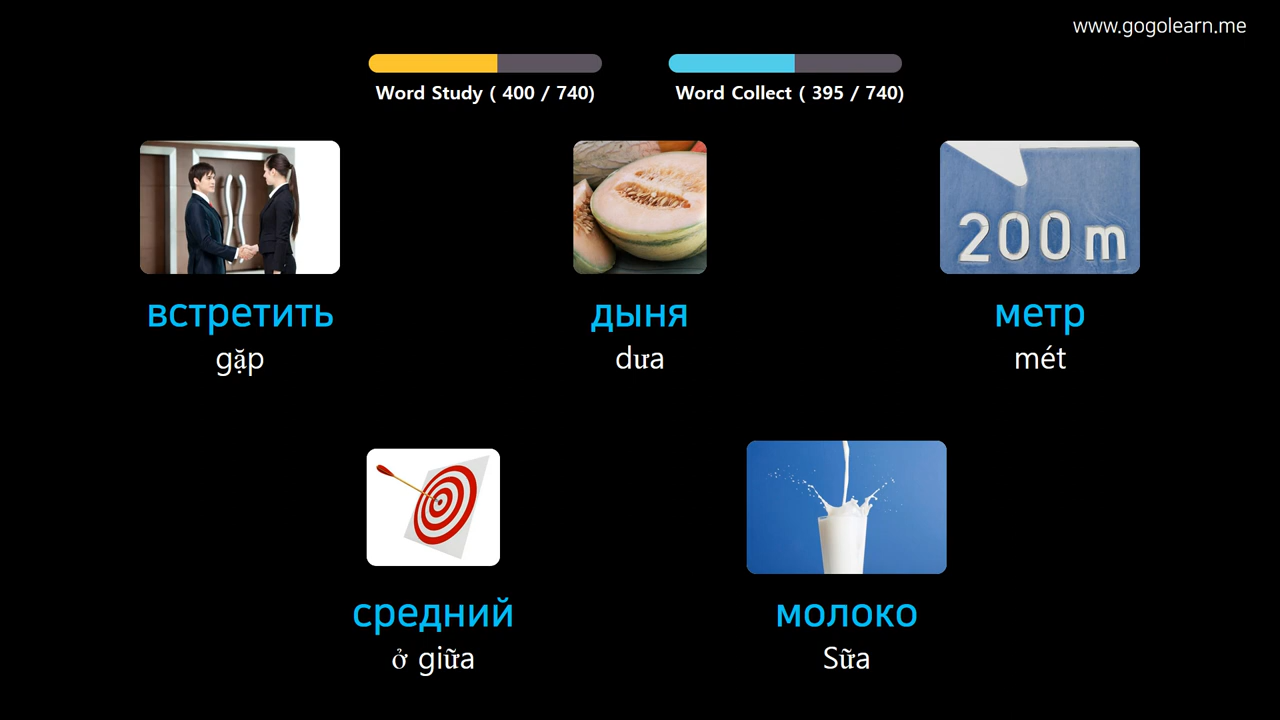 www.gogolearn.me
Word Study ( 400 / 740)
Word Collect ( 395 / 740)
200m
встретить
gặp
дыня
dưa
метр
mét
средний
ở giữa
молоко
Sữa